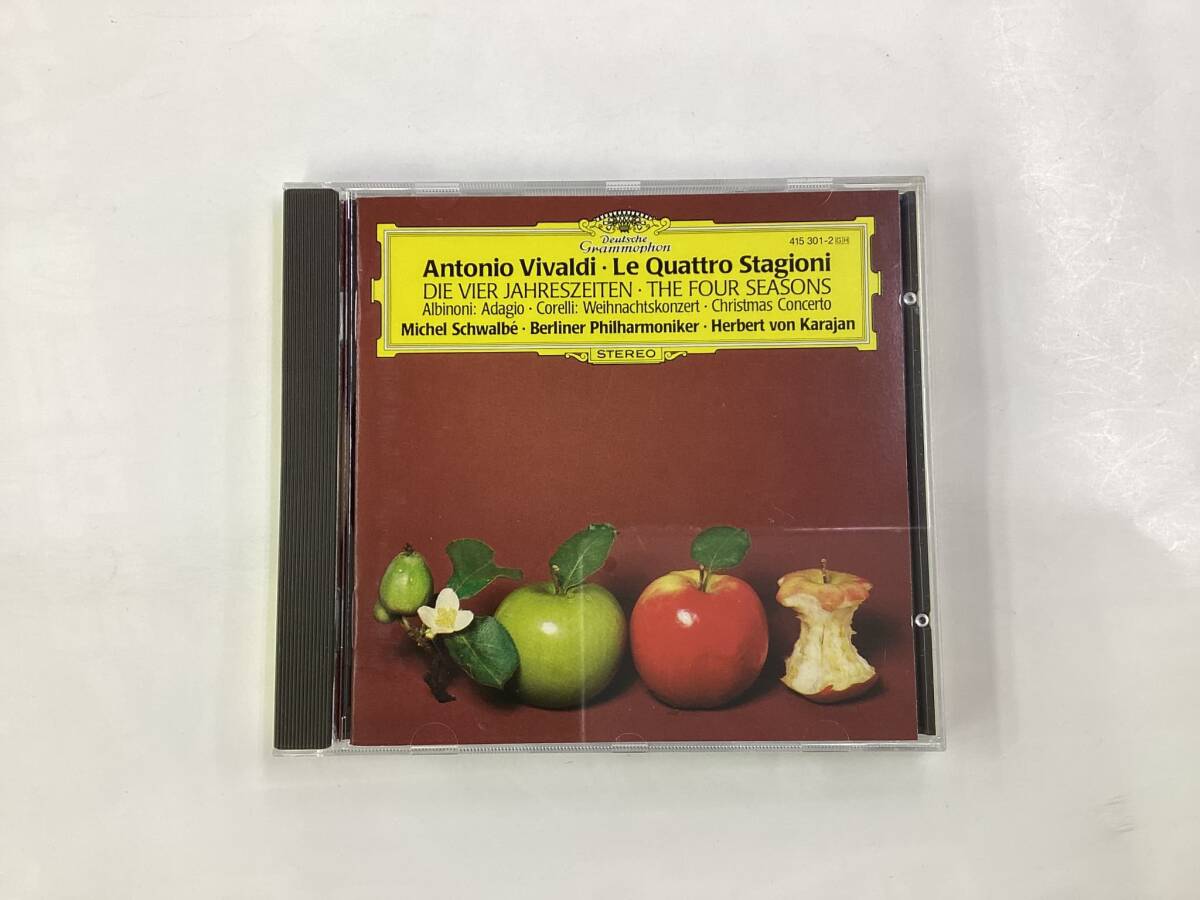 Deutsche
Grammophon
415 301-2 GH
Antonio Vivaldi · Le Quattro Stagioni
DIE VIER JAHRESZEITEN · THE FOUR SEASONS
Albinoni: Adagio · Corelli: Weihnachtskonzert · Christmas Concerto
Michel Schwalbé · Berliner Philharmoniker · Herbert von Karajan
STEREO